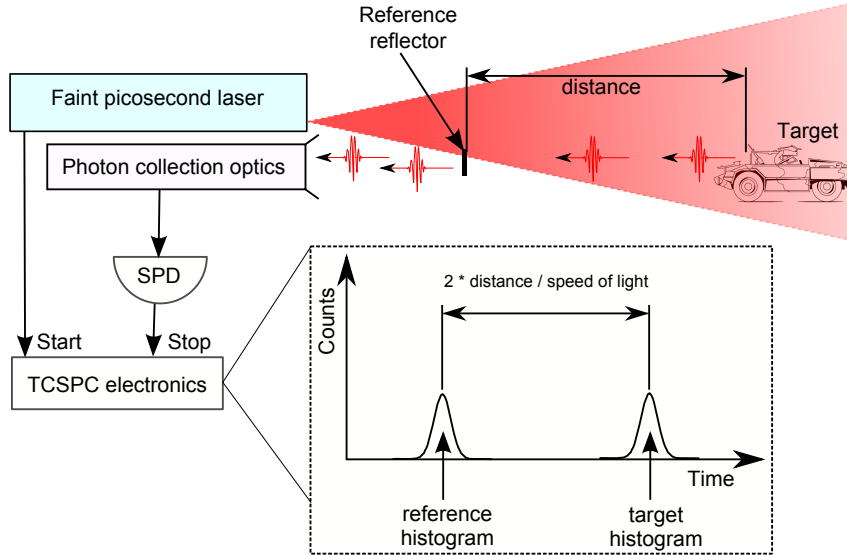 Reference
reflector
Faint picosecond laser
distance
Target
Photon collection optics
SPD
Start
Stop
TCSPC electronics
Counts
2 * distance / speed of light
Time
reference
histogram
target
histogram